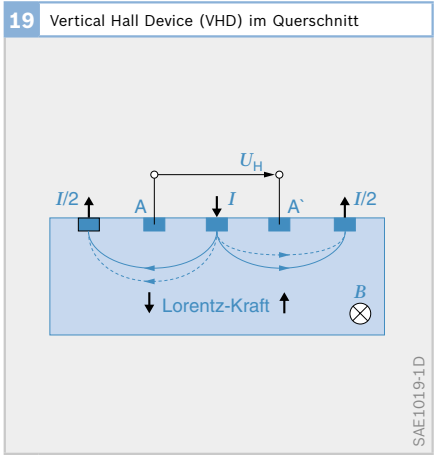 19 Vertical Hall Device (VHD) im Querschnitt
U_H
I/2 A I A` I/2
Lorentz-Kraft
B
SAE1019-1D